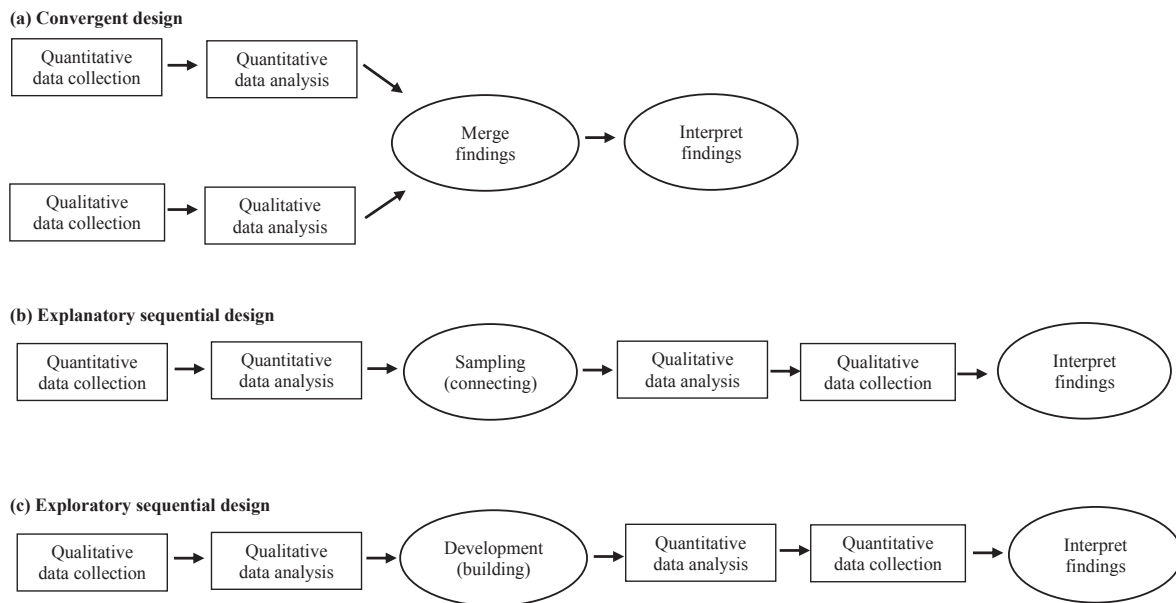 (a) Convergent design
Quantitative
data collection
Quantitative
data analysis
Merge
findings
Interpret
findings
Qualitative
data collection
Qualitative
data analysis
(b) Explanatory sequential design
Quantitative
data collection
Quantitative
data analysis
Sampling
(connecting)
Qualitative
data analysis
Qualitative
data collection
Interpret
findings
(c) Exploratory sequential design
Qualitative
data collection
Qualitative
data analysis
Development
(building)
Quantitative
data analysis
Quantitative
data collection
Interpret
findings